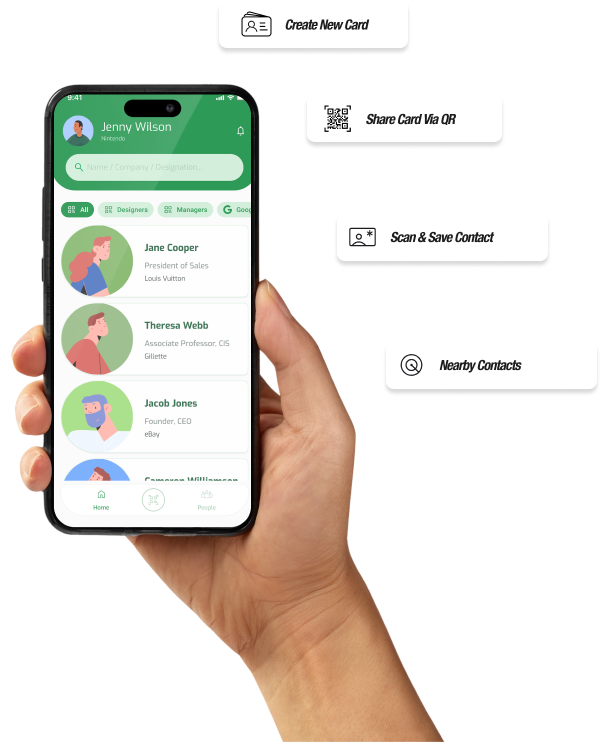 Create New Card
9:41
Jenny Wilson
Nintendo
Share Card Via QR
Name / Company / Designation..
All
Designers
Managers
Scan & Save Contact
Jane Cooper
President of Sales
Louis Vuitton
Theresa Webb
Associate Professor, CIS
Gillette
Nearby Contacts
Jacob Jones
Founder, CEO
eBay
Cameron Williamson
Home
People